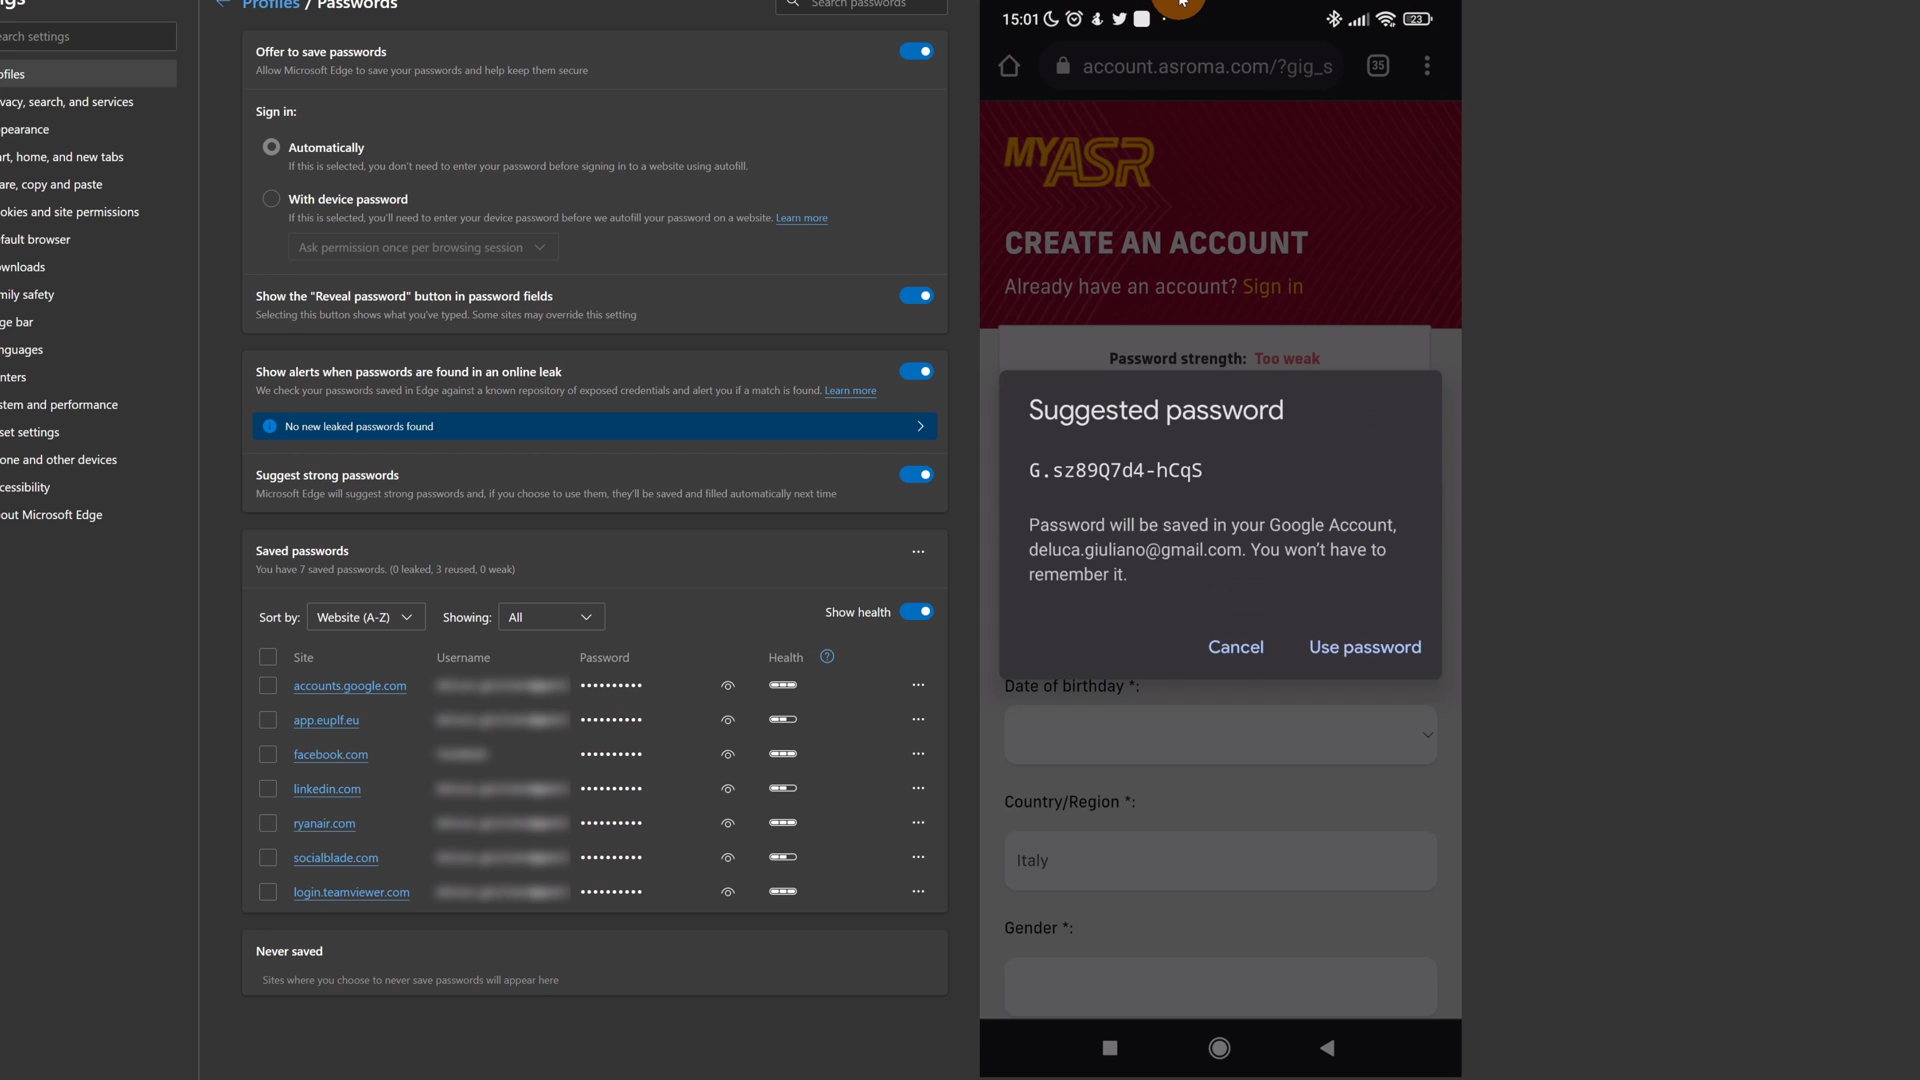 gs
earch settings
ofiles
vacy, search, and services
pearance
art, home, and new tabs
are, copy and paste
okies and site permissions
fault browser
wnloads
mily safety
ge bar
nguages
nters
stem and performance
set settings
one and other devices
cessibility
out Microsoft Edge
Profiles / Passwords
Search passwords
Offer to save passwords
Allow Microsoft Edge to save your passwords and help keep them secure
Sign in:
Automatically
If this is selected, you don't need to enter your password before signing in to a website using autofill.
With device password
If this is selected, you'll need to enter your device password before we autofill your password on a website. Learn more
Ask permission once per browsing session
Show the "Reveal password" button in password fields
Selecting this button shows what you've typed. Some sites may override this setting
Show alerts when passwords are found in an online leak
We check your passwords saved in Edge against a known repository of exposed credentials and alert you if a match is found. Learn more
No new leaked passwords found
Suggest strong passwords
Microsoft Edge will suggest strong passwords and, if you choose to use them, they'll be saved and filled automatically next time
Saved passwords
You have 7 saved passwords. (0 leaked, 3 reused, 0 weak)
Sort by: Website (A-Z) Showing: All Show health
Site Username Password Health
accounts.google.com
app.euplf.eu
facebook.com
linkedin.com
ryanair.com
socialblade.com
login.teamviewer.com
Never saved
Sites where you choose to never save passwords will appear here
15:01 23
account.asroma.com/?gig_s 35
MYASR
CREATE AN ACCOUNT
Already have an account? Sign in
Password strength: Too weak
Suggested password
G.sz89Q7d4-hCqS
Password will be saved in your Google Account,
deluca.giuliano@gmail.com. You won't have to
remember it.
Cancel Use password
Date of birthday *:
Country/Region *:
Italy
Gender *: